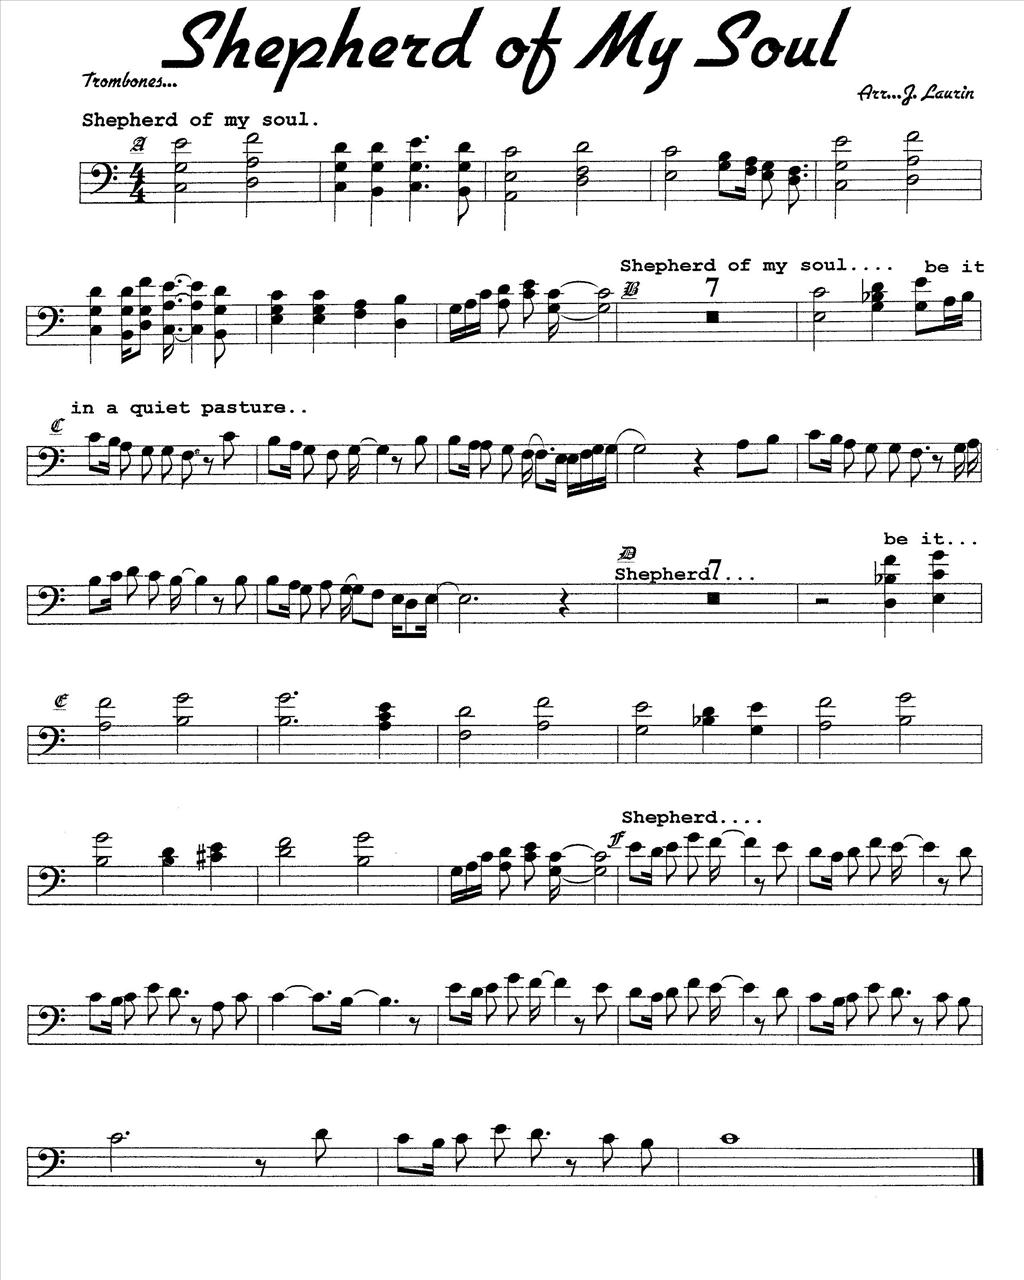 Shepherd of My Soul
Trombones...
Arr...J. Laurin
Shepherd of my soul.
A
4
4
Shepherd of my soul.... be it
B 7
in a quiet pasture..
C
be it...
D
Shepherd 7 ...
E
Shepherd....
F